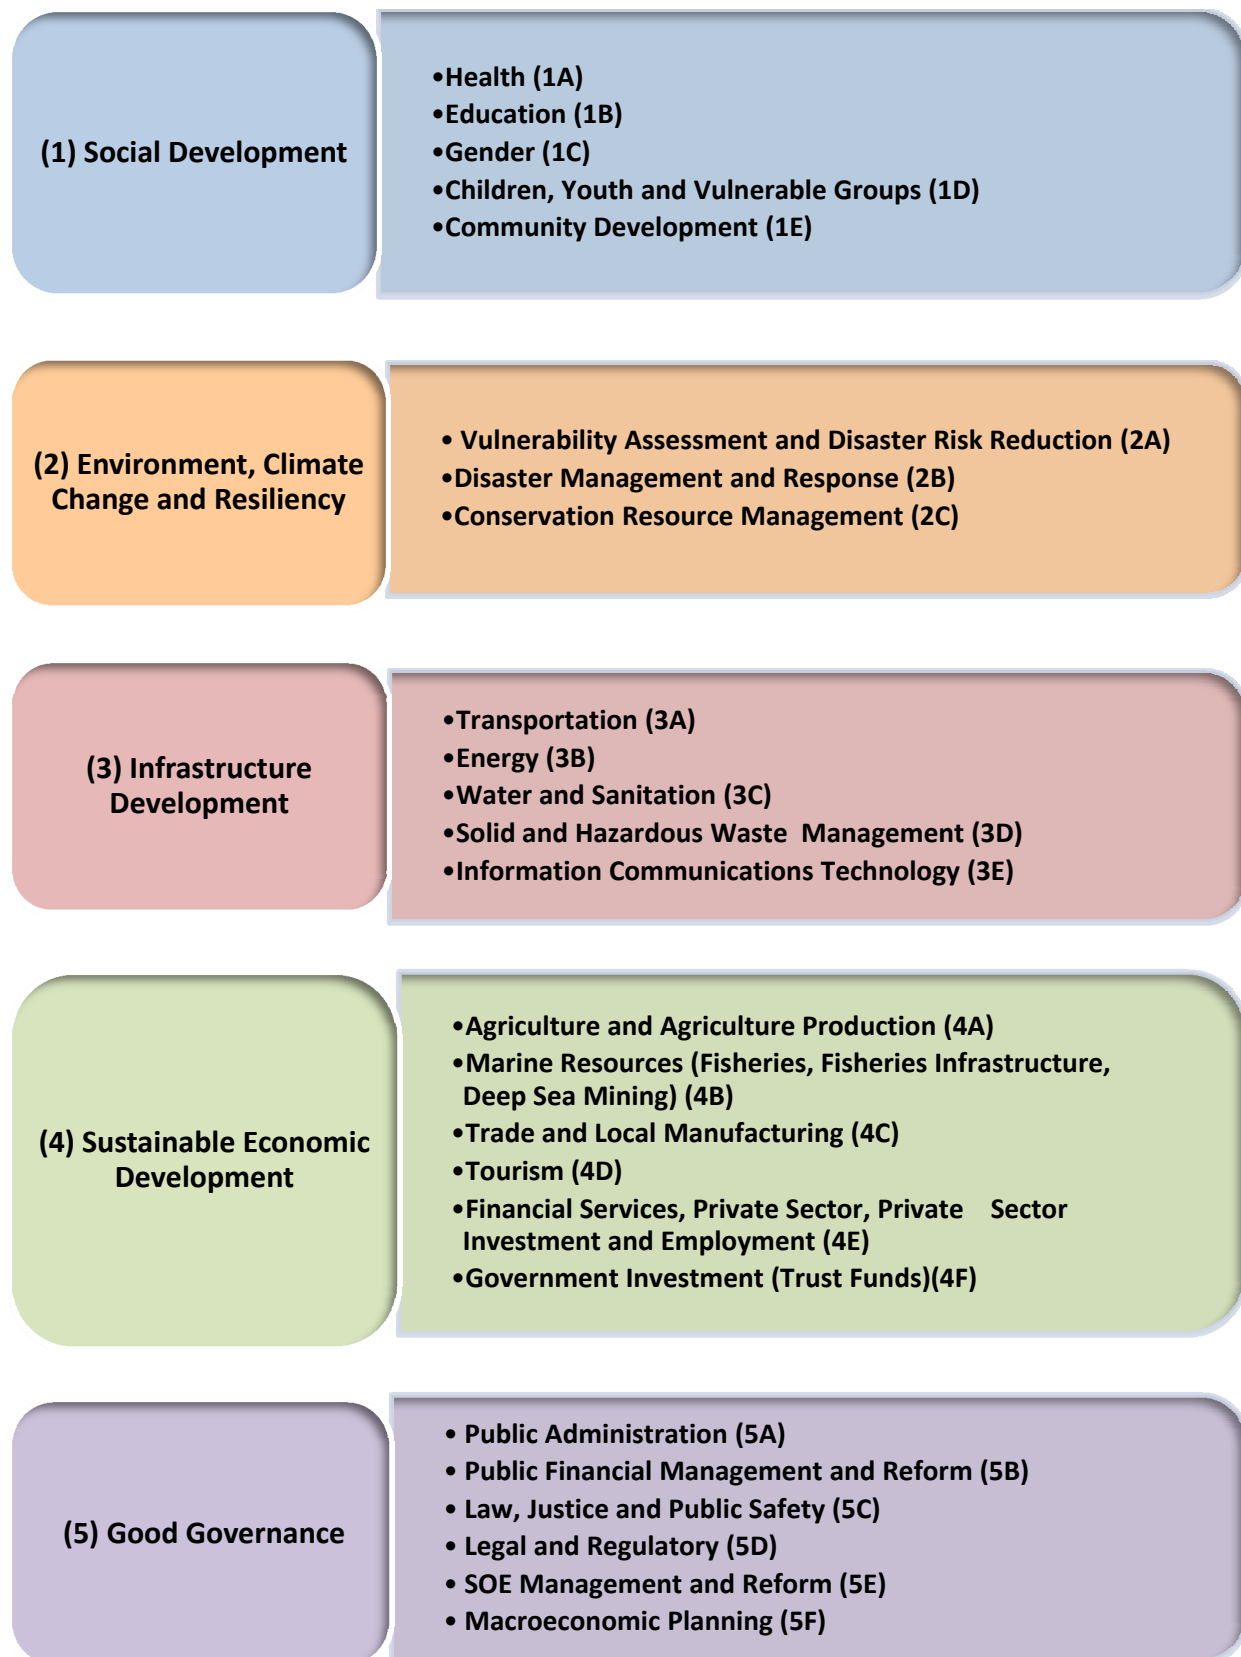 (1) Social Development
•Health (1A)
•Education (1B)
•Gender (1C)
•Children, Youth and Vulnerable Groups (1D)
•Community Development (1E)
(2) Environment, Climate
Change and Resiliency
• Vulnerability Assessment and Disaster Risk Reduction (2A)
•Disaster Management and Response (2B)
•Conservation Resource Management (2C)
(3) Infrastructure
Development
•Transportation (3A)
•Energy (3B)
•Water and Sanitation (3C)
•Solid and Hazardous Waste  Management (3D)
•Information Communications Technology (3E)
(4) Sustainable Economic
Development
•Agriculture and Agriculture Production (4A)
•Marine Resources (Fisheries, Fisheries Infrastructure,
Deep Sea Mining) (4B)
•Trade and Local Manufacturing (4C)
•Tourism (4D)
•Financial Services, Private Sector, Private   Sector
Investment and Employment (4E)
•Government Investment (Trust Funds)(4F)
(5) Good Governance
• Public Administration (5A)
• Public Financial Management and Reform (5B)
• Law, Justice and Public Safety (5C)
• Legal and Regulatory (5D)
• SOE Management and Reform (5E)
• Macroeconomic Planning (5F)